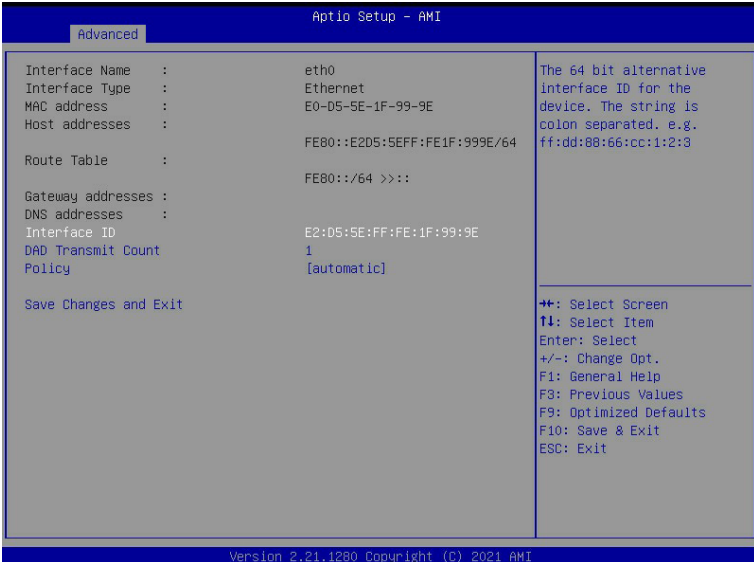 Aptio Setup – AMI
Advanced
Interface Name : eth0
Interface Type : Ethernet
MAC address : E0-D5-5E-1F-99-9E
Host addresses :
FE80::E2D5:5EFF:FE1F:999E/64
Route Table :
FE80::/64 >>::
Gateway addresses :
DNS addresses :
Interface ID E2:D5:5E:FF:FE:1F:99:9E
DAD Transmit Count 1
Policy [automatic]
Save Changes and Exit
The 64 bit alternative
interface ID for the
device. The string is
colon separated. e.g.
ff:dd:88:66:cc:1:2:3
→←: Select Screen
↑↓: Select Item
Enter: Select
+/-: Change Opt.
F1: General Help
F3: Previous Values
F9: Optimized Defaults
F10: Save & Exit
ESC: Exit
Version 2.21.1280 Copyright (C) 2021 AMI